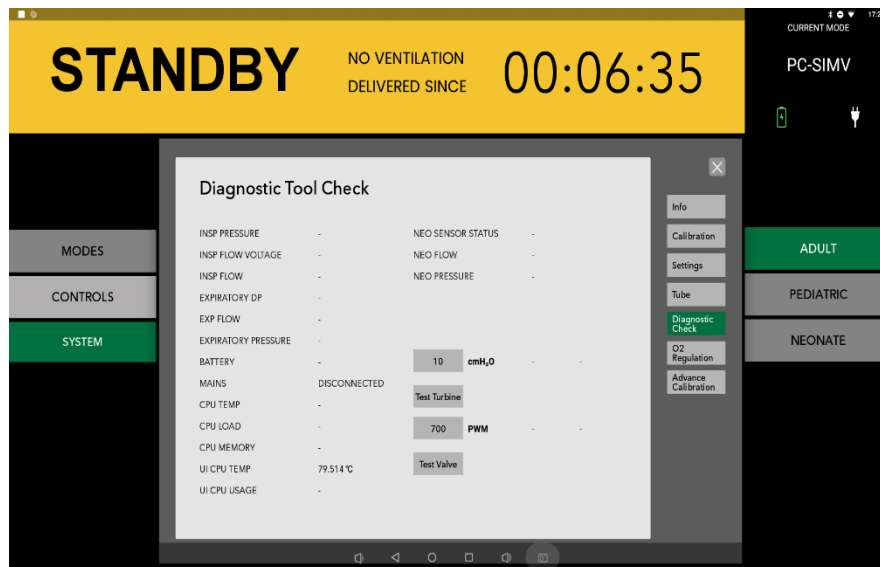 17:2
CURRENT MODE
PC-SIMV
STANDBY
NO VENTILATION
DELIVERED SINCE
00:06:35
MODES
CONTROLS
SYSTEM
Diagnostic Tool Check
INSP PRESSURE -
INSP FLOW VOLTAGE -
INSP FLOW -
EXPIRATORY DP -
EXP FLOW -
EXPIRATORY PRESSURE -
BATTERY -
MAINS DISCONNECTED
CPU TEMP -
CPU LOAD -
CPU MEMORY -
UI CPU TEMP 79.514 °C
UI CPU USAGE -
NEO SENSOR STATUS -
NEO FLOW -
NEO PRESSURE -
10 cmH₂O - -
Test Turbine
700 PWM - -
Test Valve
Info
Calibration
Settings
Tube
Diagnostic
Check
O2
Regulation
Advance
Calibration
ADULT
PEDIATRIC
NEONATE